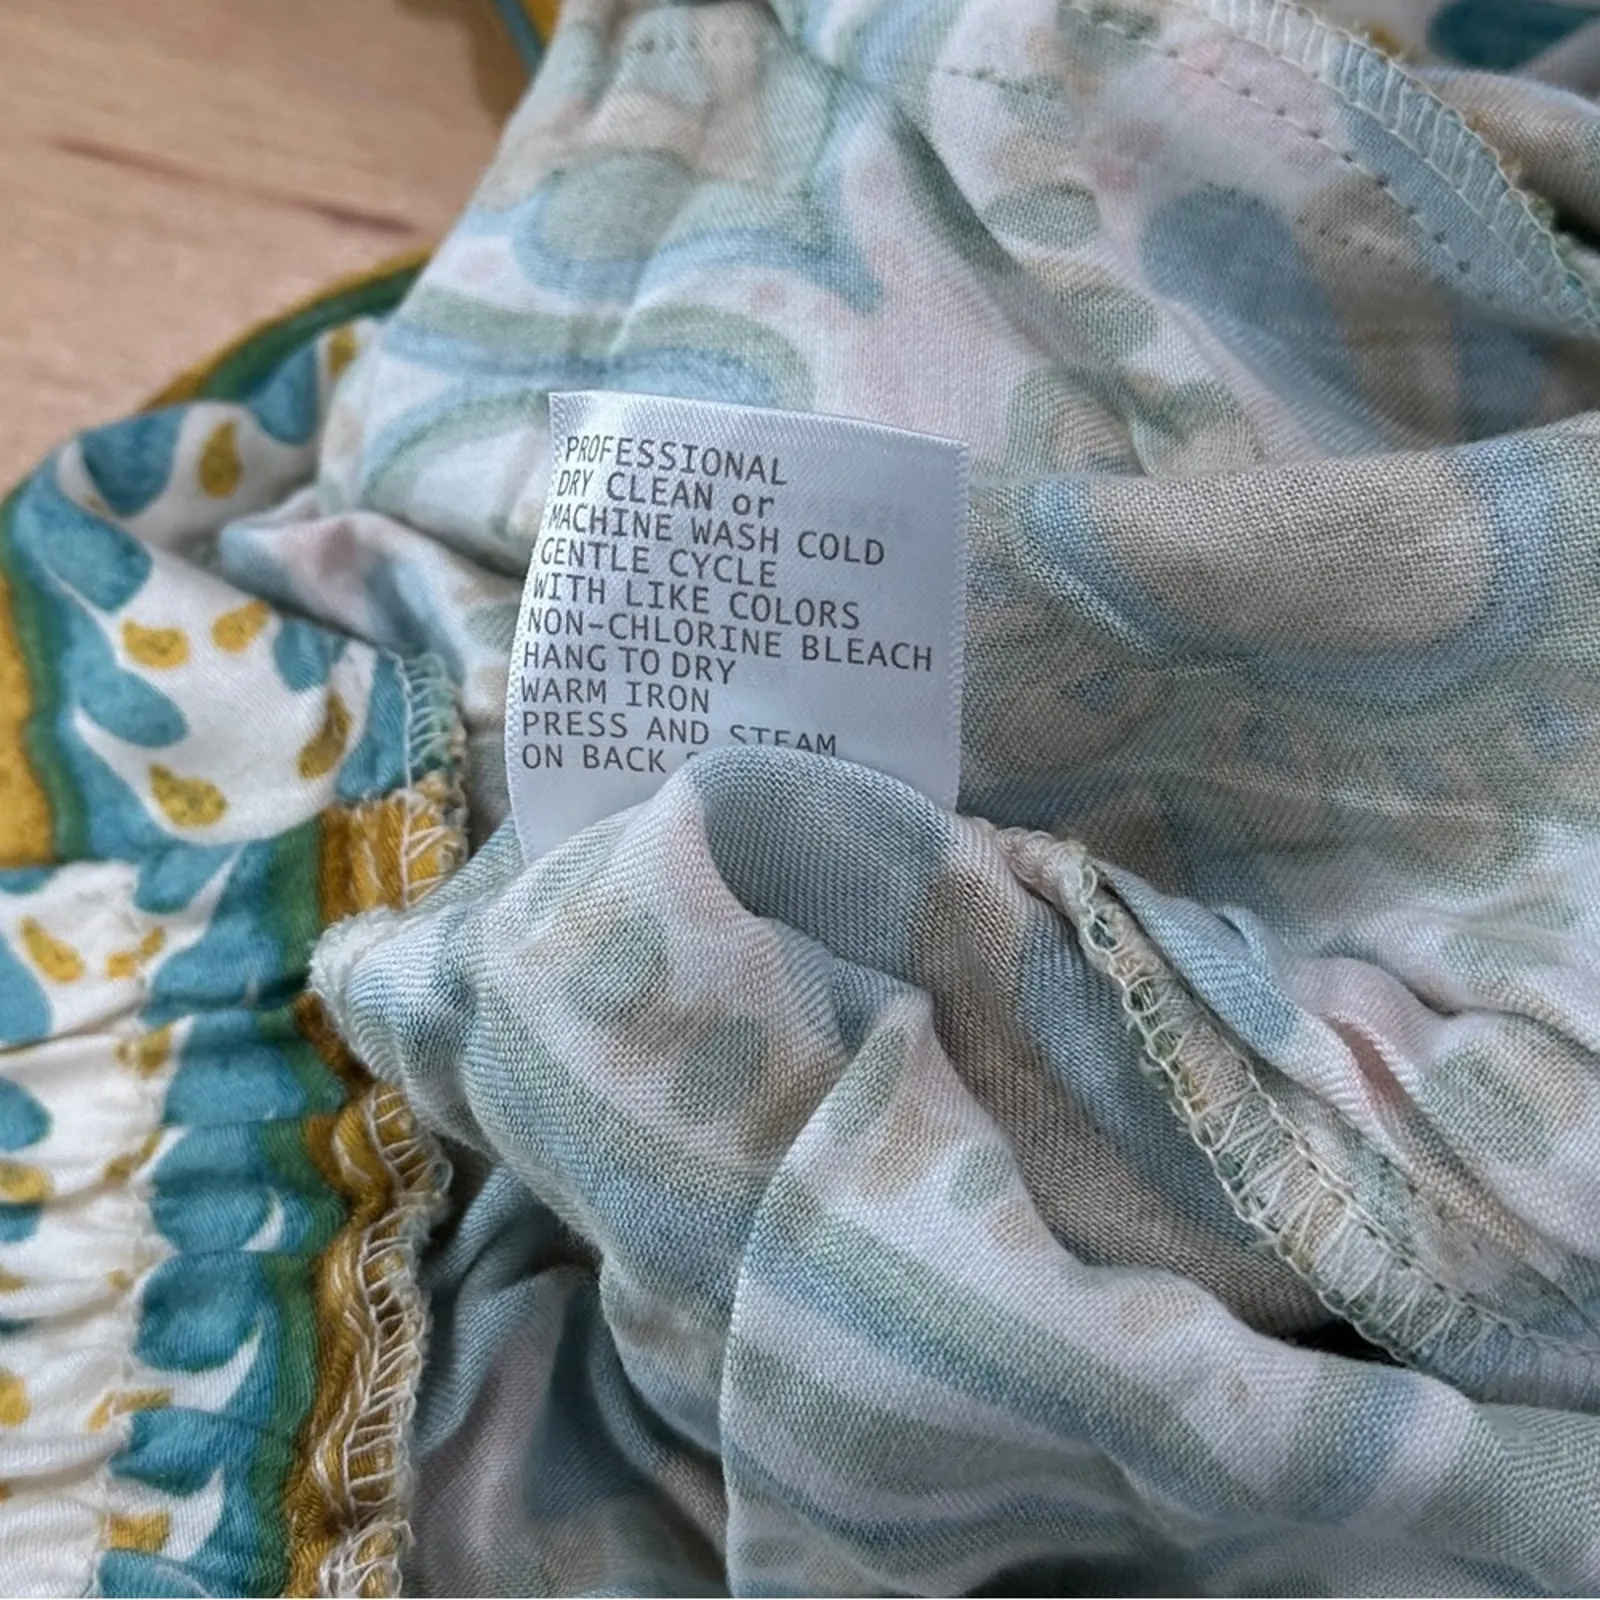 PROFESSIONAL
DRY CLEAN or
MACHINE WASH COLD
GENTLE CYCLE
WITH LIKE COLORS
NON-CHLORINE BLEACH
HANG TO DRY
WARM IRON
PRESS AND STEAM
ON BACK